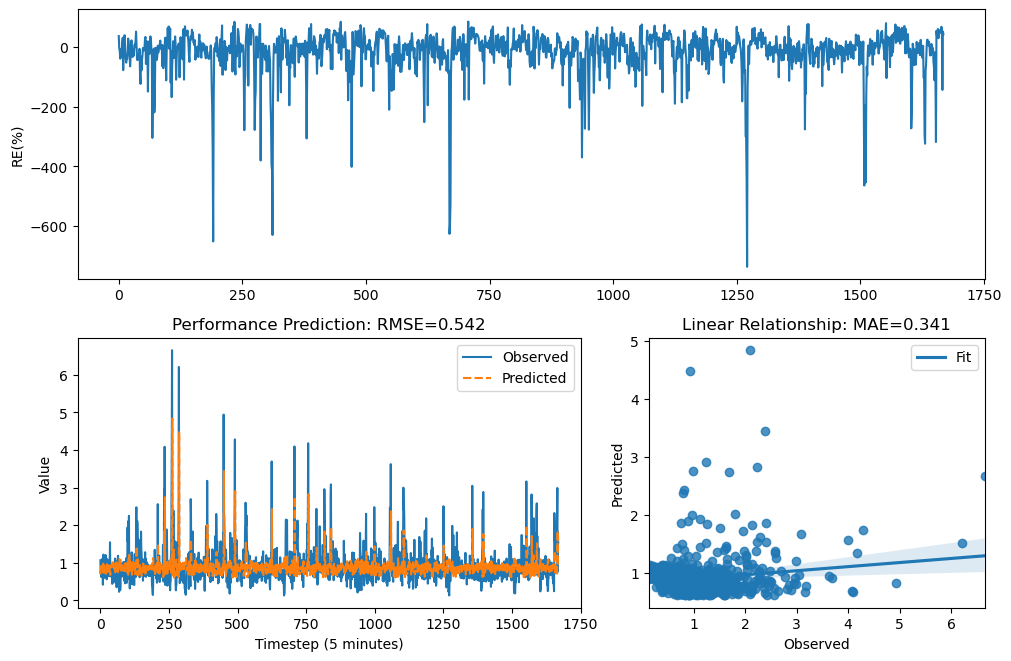 0
−200
−400
−600
RE(%)
0 250 500 750 1000 1250 1500 1750
Performance Prediction: RMSE=0.542
Observed
Predicted
6
5
4
3
2
1
0
Value
0 250 500 750 1000 1250 1500 1750
Timestep (5 minutes)
Linear Relationship: MAE=0.341
Fit
5
4
3
2
1
Predicted
1 2 3 4 5 6
Observed